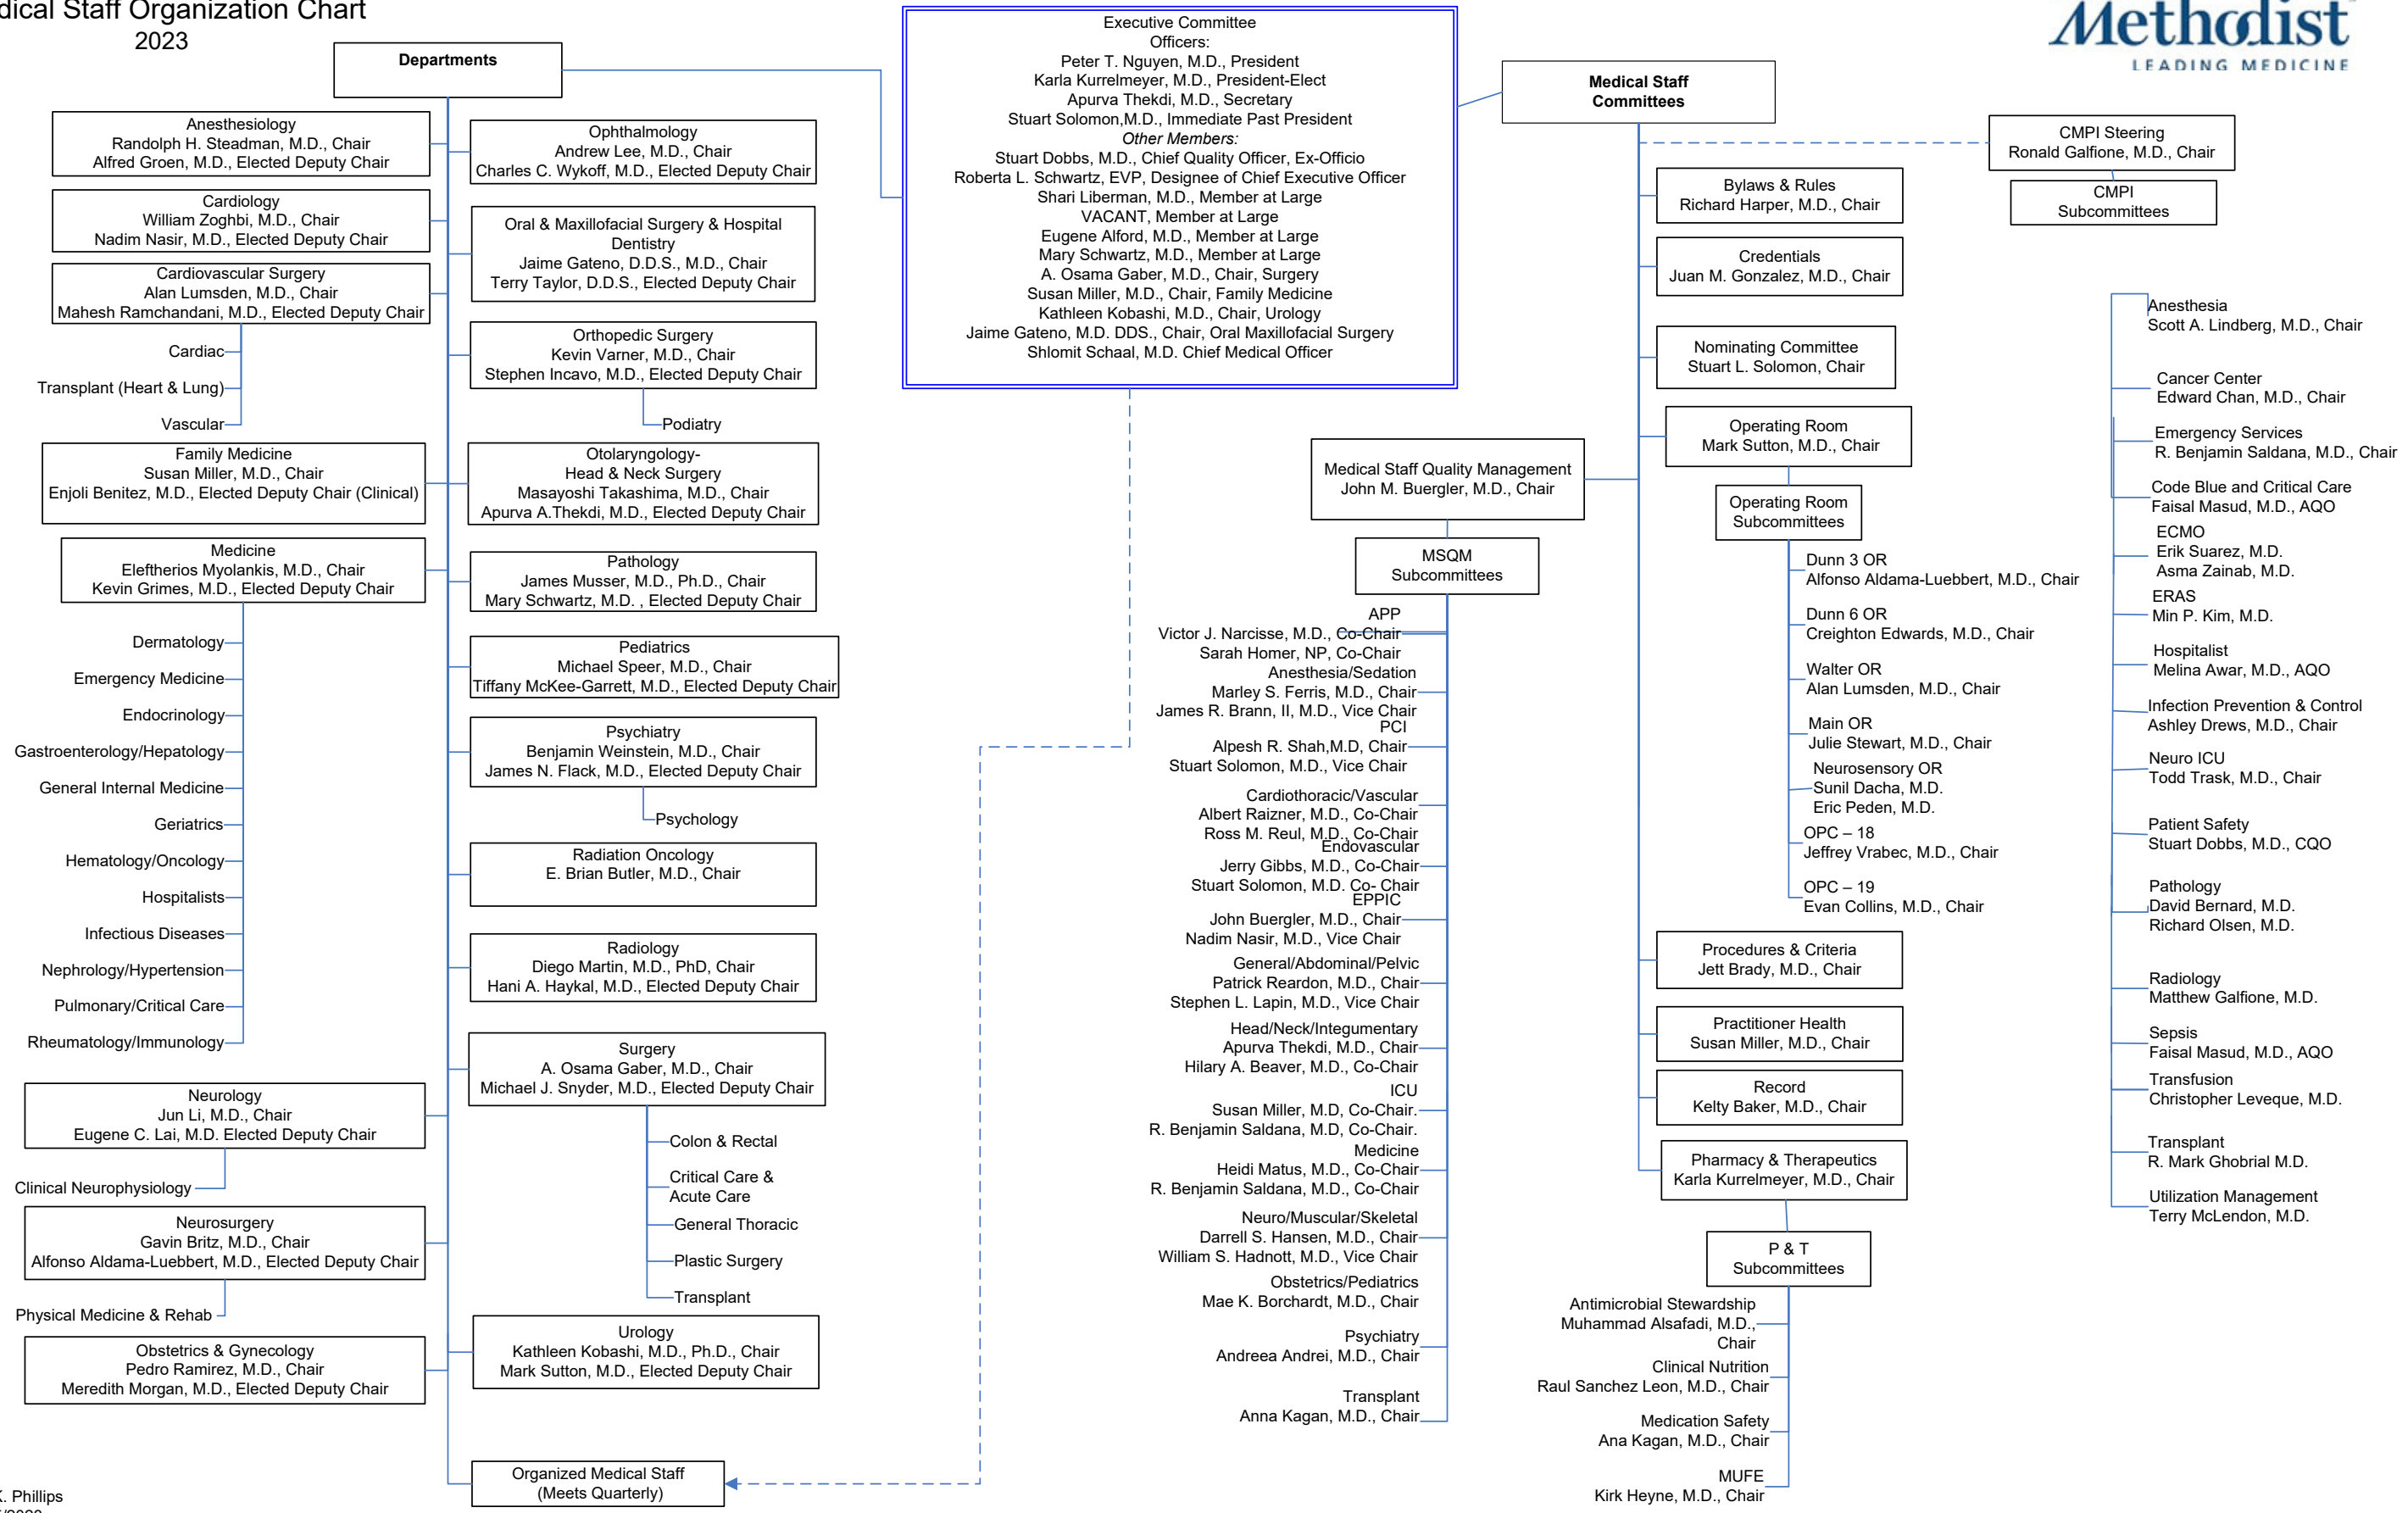 dical Staff Organization Chart
2023
Methodist
LEADING MEDICINE
Departments
Anesthesiology
Randolph H. Steadman, M.D., Chair
Alfred Groen, M.D., Elected Deputy Chair
Cardiology
William Zoghbi, M.D., Chair
Nadim Nasir, M.D., Elected Deputy Chair
Cardiovascular Surgery
Alan Lumsden, M.D., Chair
Mahesh Ramchandani, M.D., Elected Deputy Chair
Cardiac
Transplant (Heart & Lung)
Vascular
Family Medicine
Susan Miller, M.D., Chair
Enjoli Benitez, M.D., Elected Deputy Chair (Clinical)
Medicine
Eleftherios Myolankis, M.D., Chair
Kevin Grimes, M.D., Elected Deputy Chair
Dermatology
Emergency Medicine
Endocrinology
Gastroenterology/Hepatology
General Internal Medicine
Geriatrics
Hematology/Oncology
Hospitalists
Infectious Diseases
Nephrology/Hypertension
Pulmonary/Critical Care
Rheumatology/Immunology
Neurology
Jun Li, M.D., Chair
Eugene C. Lai, M.D. Elected Deputy Chair
Clinical Neurophysiology
Neurosurgery
Gavin Britz, M.D., Chair
Alfonso Aldama-Luebbert, M.D., Elected Deputy Chair
Physical Medicine & Rehab
Obstetrics & Gynecology
Pedro Ramirez, M.D., Chair
Meredith Morgan, M.D., Elected Deputy Chair
Ophthalmology
Andrew Lee, M.D., Chair
Charles C. Wykoff, M.D., Elected Deputy Chair
Oral & Maxillofacial Surgery & Hospital
Dentistry
Jaime Gateno, D.D.S., M.D., Chair
Terry Taylor, D.D.S., Elected Deputy Chair
Orthopedic Surgery
Kevin Varner, M.D., Chair
Stephen Incavo, M.D., Elected Deputy Chair
Podiatry
Otolaryngology-
Head & Neck Surgery
Masayoshi Takashima, M.D., Chair
Apurva A.Thekdi, M.D., Elected Deputy Chair
Pathology
James Musser, M.D., Ph.D., Chair
Mary Schwartz, M.D. , Elected Deputy Chair
Pediatrics
Michael Speer, M.D., Chair
Tiffany McKee-Garrett, M.D., Elected Deputy Chair
Psychiatry
Benjamin Weinstein, M.D., Chair
James N. Flack, M.D., Elected Deputy Chair
Psychology
Radiation Oncology
E. Brian Butler, M.D., Chair
Radiology
Diego Martin, M.D., PhD, Chair
Hani A. Haykal, M.D., Elected Deputy Chair
Surgery
A. Osama Gaber, M.D., Chair
Michael J. Snyder, M.D., Elected Deputy Chair
Colon & Rectal
Critical Care &
Acute Care
General Thoracic
Plastic Surgery
Transplant
Urology
Kathleen Kobashi, M.D., Ph.D., Chair
Mark Sutton, M.D., Elected Deputy Chair
Organized Medical Staff
(Meets Quarterly)
Executive Committee
Officers:
Peter T. Nguyen, M.D., President
Karla Kurrelmeyer, M.D., President-Elect
Apurva Thekdi, M.D., Secretary
Stuart Solomon,M.D., Immediate Past President
Other Members:
Stuart Dobbs, M.D., Chief Quality Officer, Ex-Officio
Roberta L. Schwartz, EVP, Designee of Chief Executive Officer
Shari Liberman, M.D., Member at Large
VACANT, Member at Large
Eugene Alford, M.D., Member at Large
Mary Schwartz, M.D., Member at Large
A. Osama Gaber, M.D., Chair, Surgery
Susan Miller, M.D., Chair, Family Medicine
Kathleen Kobashi, M.D., Chair, Urology
Jaime Gateno, M.D. DDS., Chair, Oral Maxillofacial Surgery
Shlomit Schaal, M.D. Chief Medical Officer
Medical Staff
Committees
Medical Staff Quality Management
John M. Buergler, M.D., Chair
MSQM
Subcommittees
APP
Victor J. Narcisse, M.D., Co-Chair
Sarah Homer, NP, Co-Chair
Anesthesia/Sedation
Marley S. Ferris, M.D., Chair
James R. Brann, II, M.D., Vice Chair
PCI
Alpesh R. Shah,M.D, Chair
Stuart Solomon, M.D., Vice Chair
Cardiothoracic/Vascular
Albert Raizner, M.D., Co-Chair
Ross M. Reul, M.D., Co-Chair
Endovascular
Jerry Gibbs, M.D., Co-Chair
Stuart Solomon, M.D. Co- Chair
EPPIC
John Buergler, M.D., Chair
Nadim Nasir, M.D., Vice Chair
General/Abdominal/Pelvic
Patrick Reardon, M.D., Chair
Stephen L. Lapin, M.D., Vice Chair
Head/Neck/Integumentary
Apurva Thekdi, M.D., Chair
Hilary A. Beaver, M.D., Co-Chair
ICU
Susan Miller, M.D, Co-Chair.
R. Benjamin Saldana, M.D, Co-Chair.
Medicine
Heidi Matus, M.D., Co-Chair
R. Benjamin Saldana, M.D., Co-Chair
Neuro/Muscular/Skeletal
Darrell S. Hansen, M.D., Chair
William S. Hadnott, M.D., Vice Chair
Obstetrics/Pediatrics
Mae K. Borchardt, M.D., Chair
Psychiatry
Andreea Andrei, M.D., Chair
Transplant
Anna Kagan, M.D., Chair
Bylaws & Rules
Richard Harper, M.D., Chair
Credentials
Juan M. Gonzalez, M.D., Chair
Nominating Committee
Stuart L. Solomon, Chair
Operating Room
Mark Sutton, M.D., Chair
Operating Room
Subcommittees
Dunn 3 OR
Alfonso Aldama-Luebbert, M.D., Chair
Dunn 6 OR
Creighton Edwards, M.D., Chair
Walter OR
Alan Lumsden, M.D., Chair
Main OR
Julie Stewart, M.D., Chair
Neurosensory OR
Sunil Dacha, M.D.
Eric Peden, M.D.
OPC – 18
Jeffrey Vrabec, M.D., Chair
OPC – 19
Evan Collins, M.D., Chair
Procedures & Criteria
Jett Brady, M.D., Chair
Practitioner Health
Susan Miller, M.D., Chair
Record
Kelty Baker, M.D., Chair
Pharmacy & Therapeutics
Karla Kurrelmeyer, M.D., Chair
P & T
Subcommittees
Antimicrobial Stewardship
Muhammad Alsafadi, M.D.,
Chair
Clinical Nutrition
Raul Sanchez Leon, M.D., Chair
Medication Safety
Ana Kagan, M.D., Chair
MUFE
Kirk Heyne, M.D., Chair
CMPI Steering
Ronald Galfione, M.D., Chair
CMPI
Subcommittees
Anesthesia
Scott A. Lindberg, M.D., Chair
Cancer Center
Edward Chan, M.D., Chair
Emergency Services
R. Benjamin Saldana, M.D., Chair
Code Blue and Critical Care
Faisal Masud, M.D., AQO
ECMO
Erik Suarez, M.D.
Asma Zainab, M.D.
ERAS
Min P. Kim, M.D.
Hospitalist
Melina Awar, M.D., AQO
Infection Prevention & Control
Ashley Drews, M.D., Chair
Neuro ICU
Todd Trask, M.D., Chair
Patient Safety
Stuart Dobbs, M.D., CQO
Pathology
David Bernard, M.D.
Richard Olsen, M.D.
Radiology
Matthew Galfione, M.D.
Sepsis
Faisal Masud, M.D., AQO
Transfusion
Christopher Leveque, M.D.
Transplant
R. Mark Ghobrial M.D.
Utilization Management
Terry McLendon, M.D.
K. Phillips